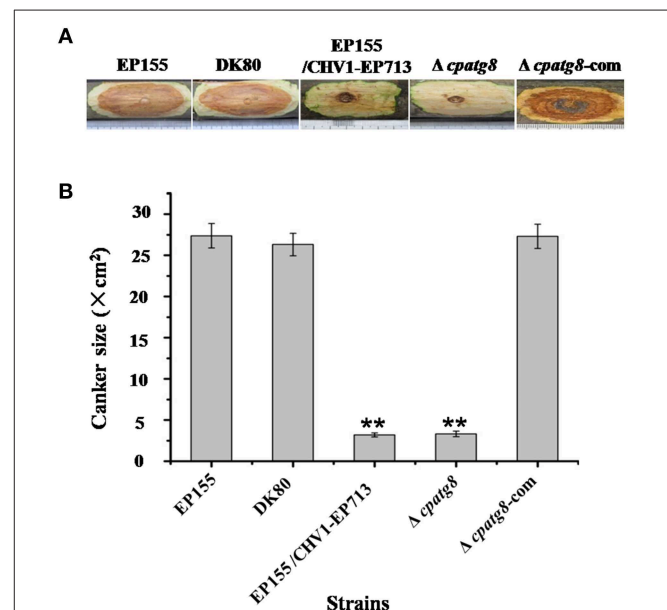 A
EP155
DK80
EP155
/CHV1-EP713
Δ cpatg8
Δ cpatg8-com
B
Canker size (×cm²)
30
25
20
15
10
5
0
**
**
EP155
DK80
EP155 /CHV1-EP713
Δ cpatg8
Δ cpatg8-com
Strains